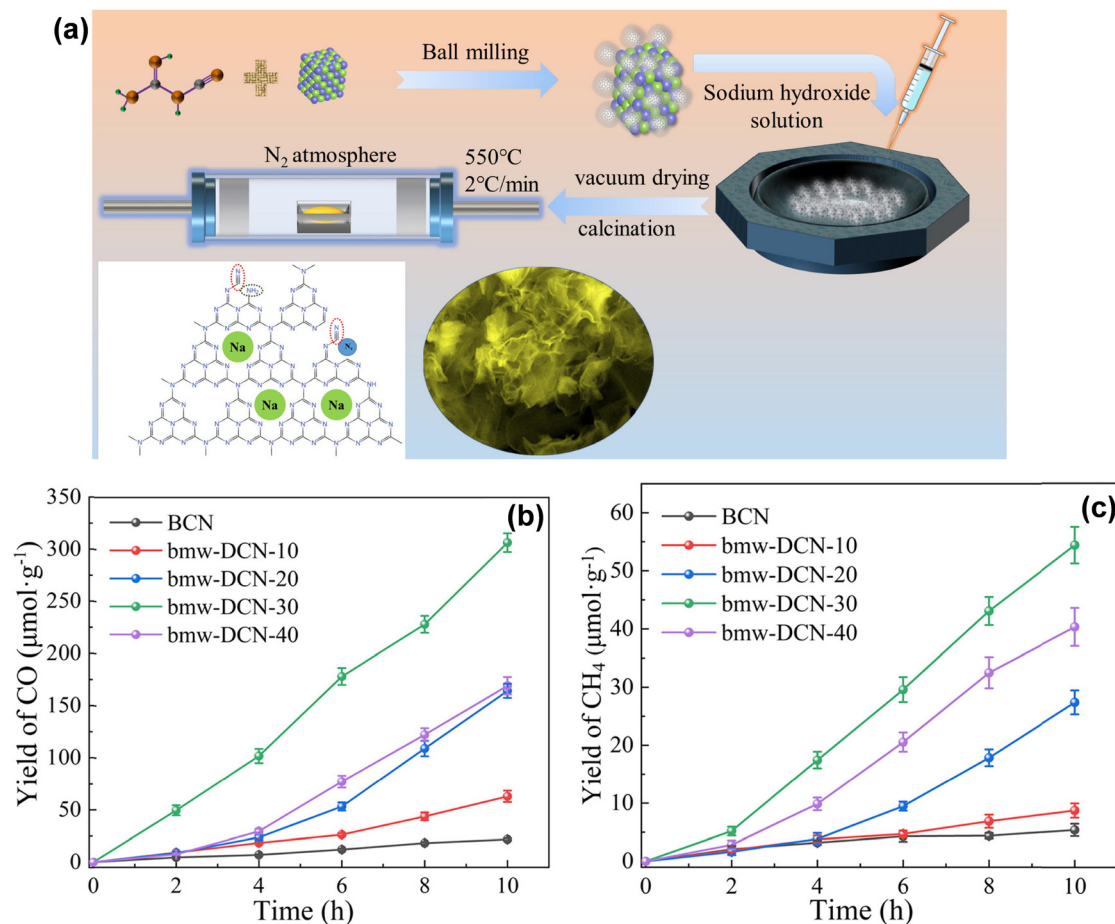 (a)
Ball milling
Sodium hydroxide
solution
N₂ atmosphere
550°C
2°C/min
vacuum drying
calcination
Na
Na
Na
(b)
Yield of CO (μmol·g⁻¹)
350
300
250
200
150
100
50
0
BCN
bmw-DCN-10
bmw-DCN-20
bmw-DCN-30
bmw-DCN-40
0 2 4 6 8 10
Time (h)
(c)
Yield of CH₄ (μmol·g⁻¹)
60
50
40
30
20
10
0
BCN
bmw-DCN-10
bmw-DCN-20
bmw-DCN-30
bmw-DCN-40
0 2 4 6 8 10
Time (h)